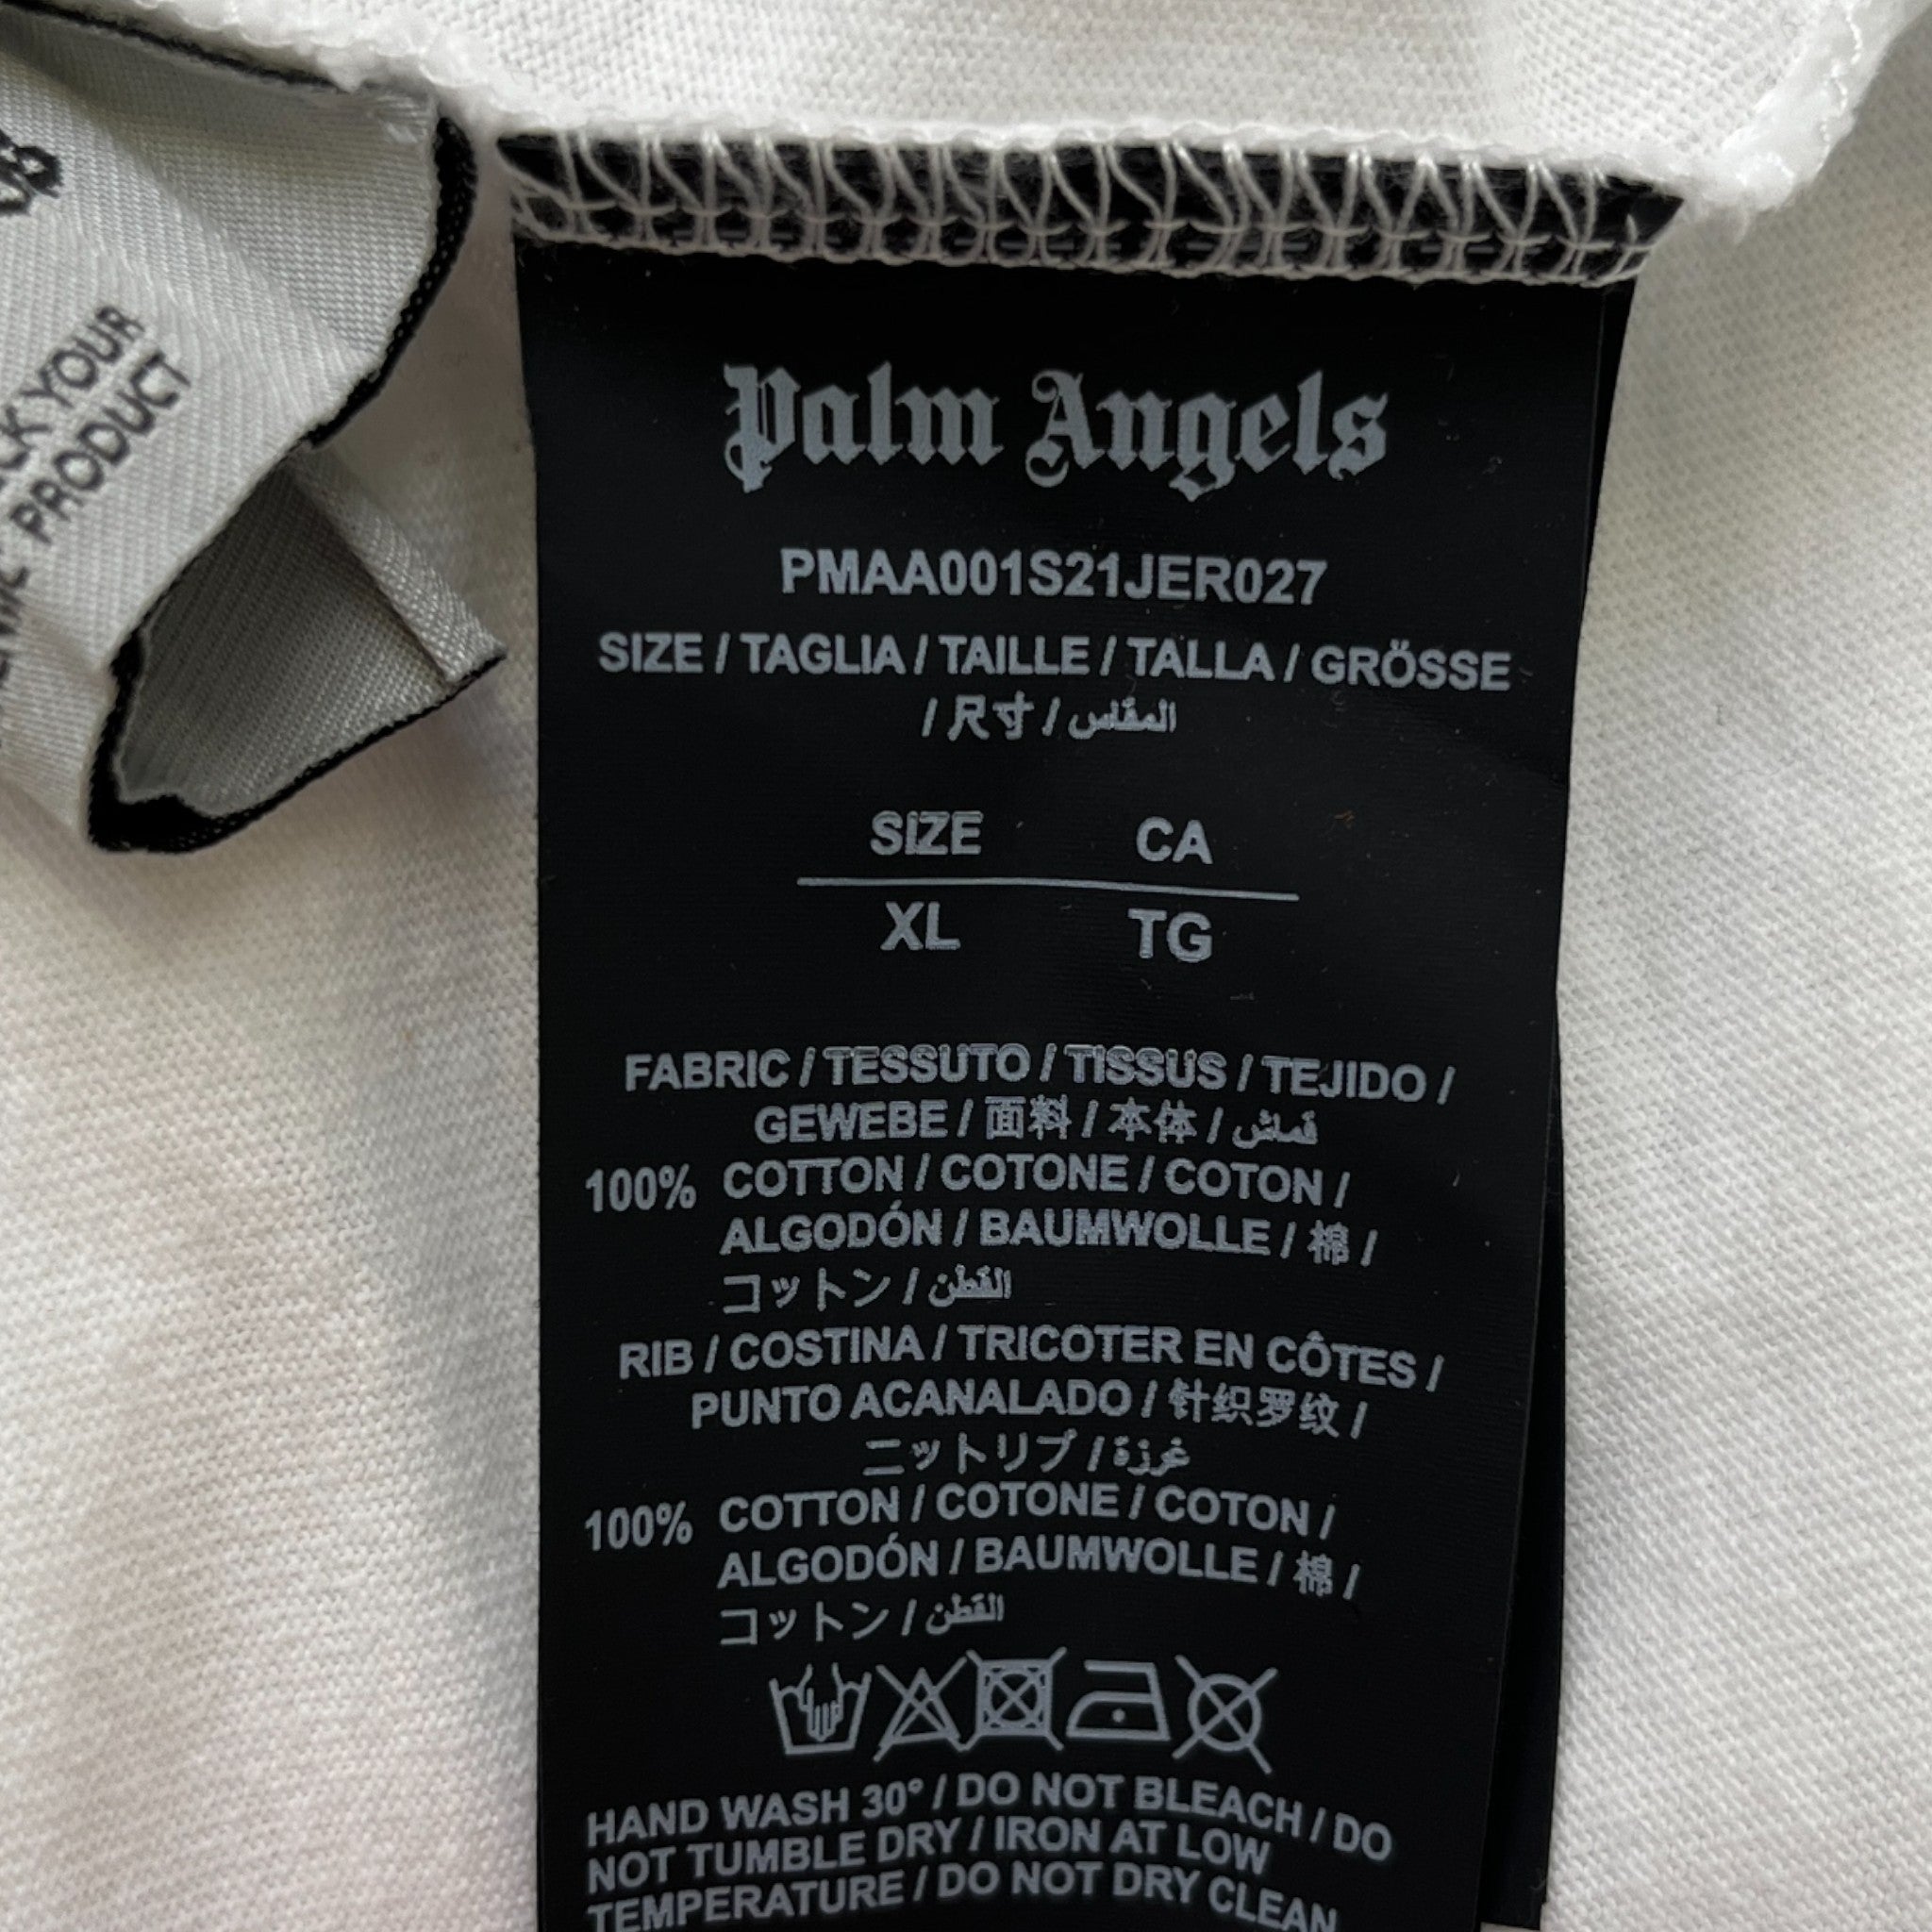 CK YOUR
PRODUCT
Palm Angels
PMAA001S21JER027
SIZE / TAGLIA / TAILLE / TALLA / GRÖSSE
/ 尺寸 / المقاس
SIZE CA
XL TG
FABRIC / TESSUTO / TISSUS / TEJIDO /
GEWEBE / 面料 / 本体 / قماش
100% COTTON / COTONE / COTON /
ALGODÓN / BAUMWOLLE / 棉 /
コットン / القطن
RIB / COSTINA / TRICOTER EN CÔTES /
PUNTO ACANALADO / 针织罗纹 /
ニットリブ / غرزة
100% COTTON / COTONE / COTON /
ALGODÓN / BAUMWOLLE / 棉 /
コットン / القطن
HAND WASH 30° / DO NOT BLEACH / DO
NOT TUMBLE DRY / IRON AT LOW
TEMPERATURE / DO NOT DRY CLEAN